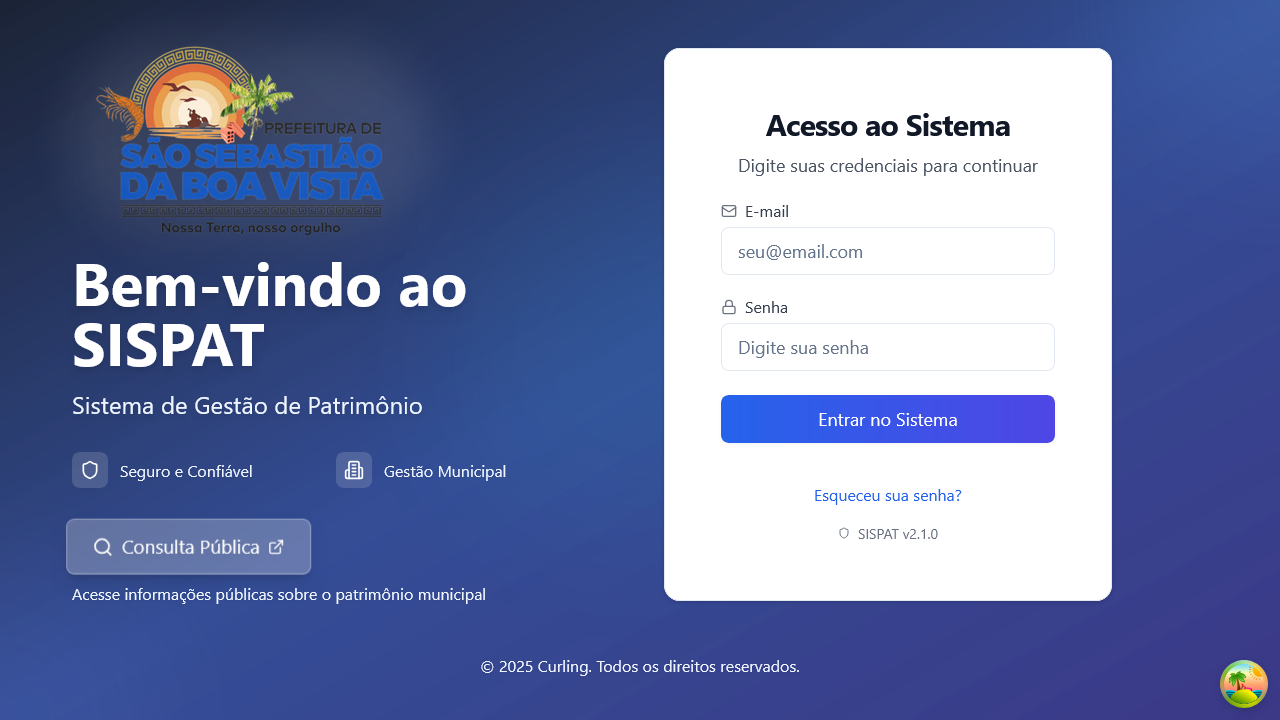 PREFEITURA DE
SÃO SEBASTIÃO
DA BOA VISTA
Nossa Terra, nosso orgulho
Bem-vindo ao
SISPAT
Sistema de Gestão de Patrimônio
Seguro e Confiável
Gestão Municipal
Consulta Pública
Acesse informações públicas sobre o patrimônio municipal
Acesso ao Sistema
Digite suas credenciais para continuar
E-mail
seu@email.com
Senha
Digite sua senha
Entrar no Sistema
Esqueceu sua senha?
SISPAT v2.1.0
© 2025 Curling. Todos os direitos reservados.